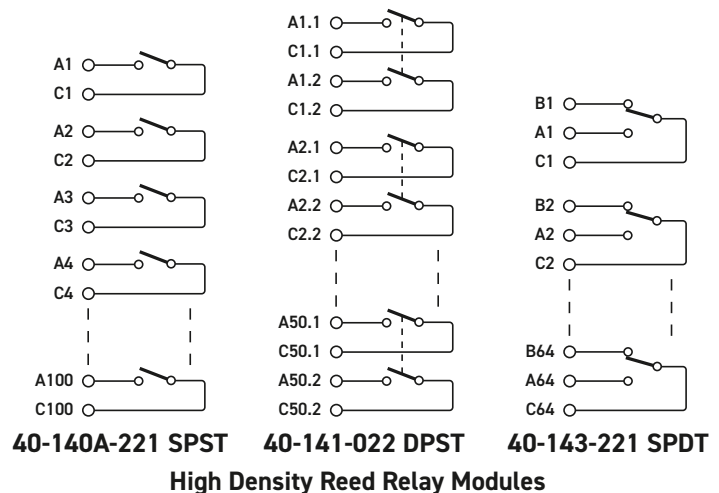 A1
C1
A2
C2
A3
C3
A4
C4
A100
C100
40-140A-221 SPST
A1.1
C1.1
A1.2
C1.2
A2.1
C2.1
A2.2
C2.2
A50.1
C50.1
A50.2
C50.2
40-141-022 DPST
B1
A1
C1
B2
A2
C2
B64
A64
C64
40-143-221 SPDT
High Density Reed Relay Modules